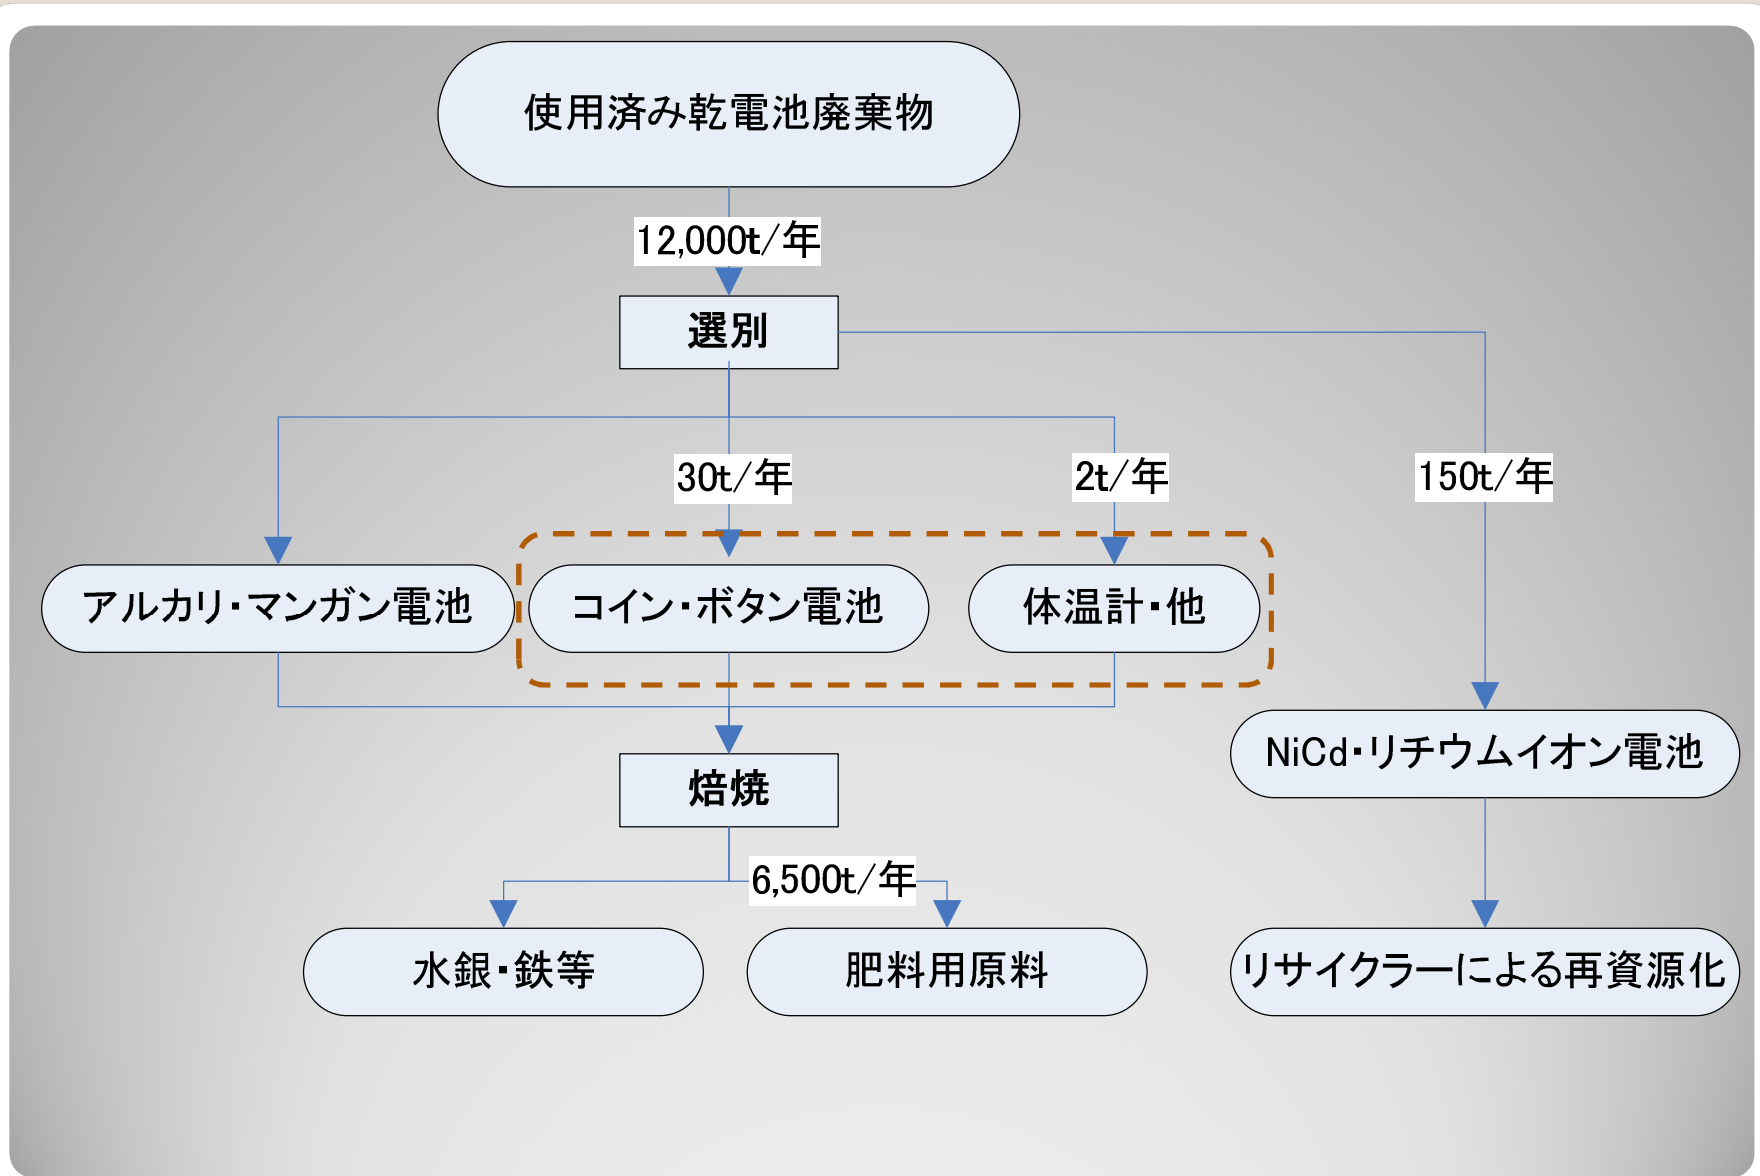 使用済み乾電池廃棄物
12,000t/年
選別
30t/年
2t/年
150t/年
アルカリ・マンガン電池
コイン・ボタン電池
体温計・他
NiCd・リチウムイオン電池
焙焼
6,500t/年
水銀・鉄等
肥料用原料
リサイクラーによる再資源化